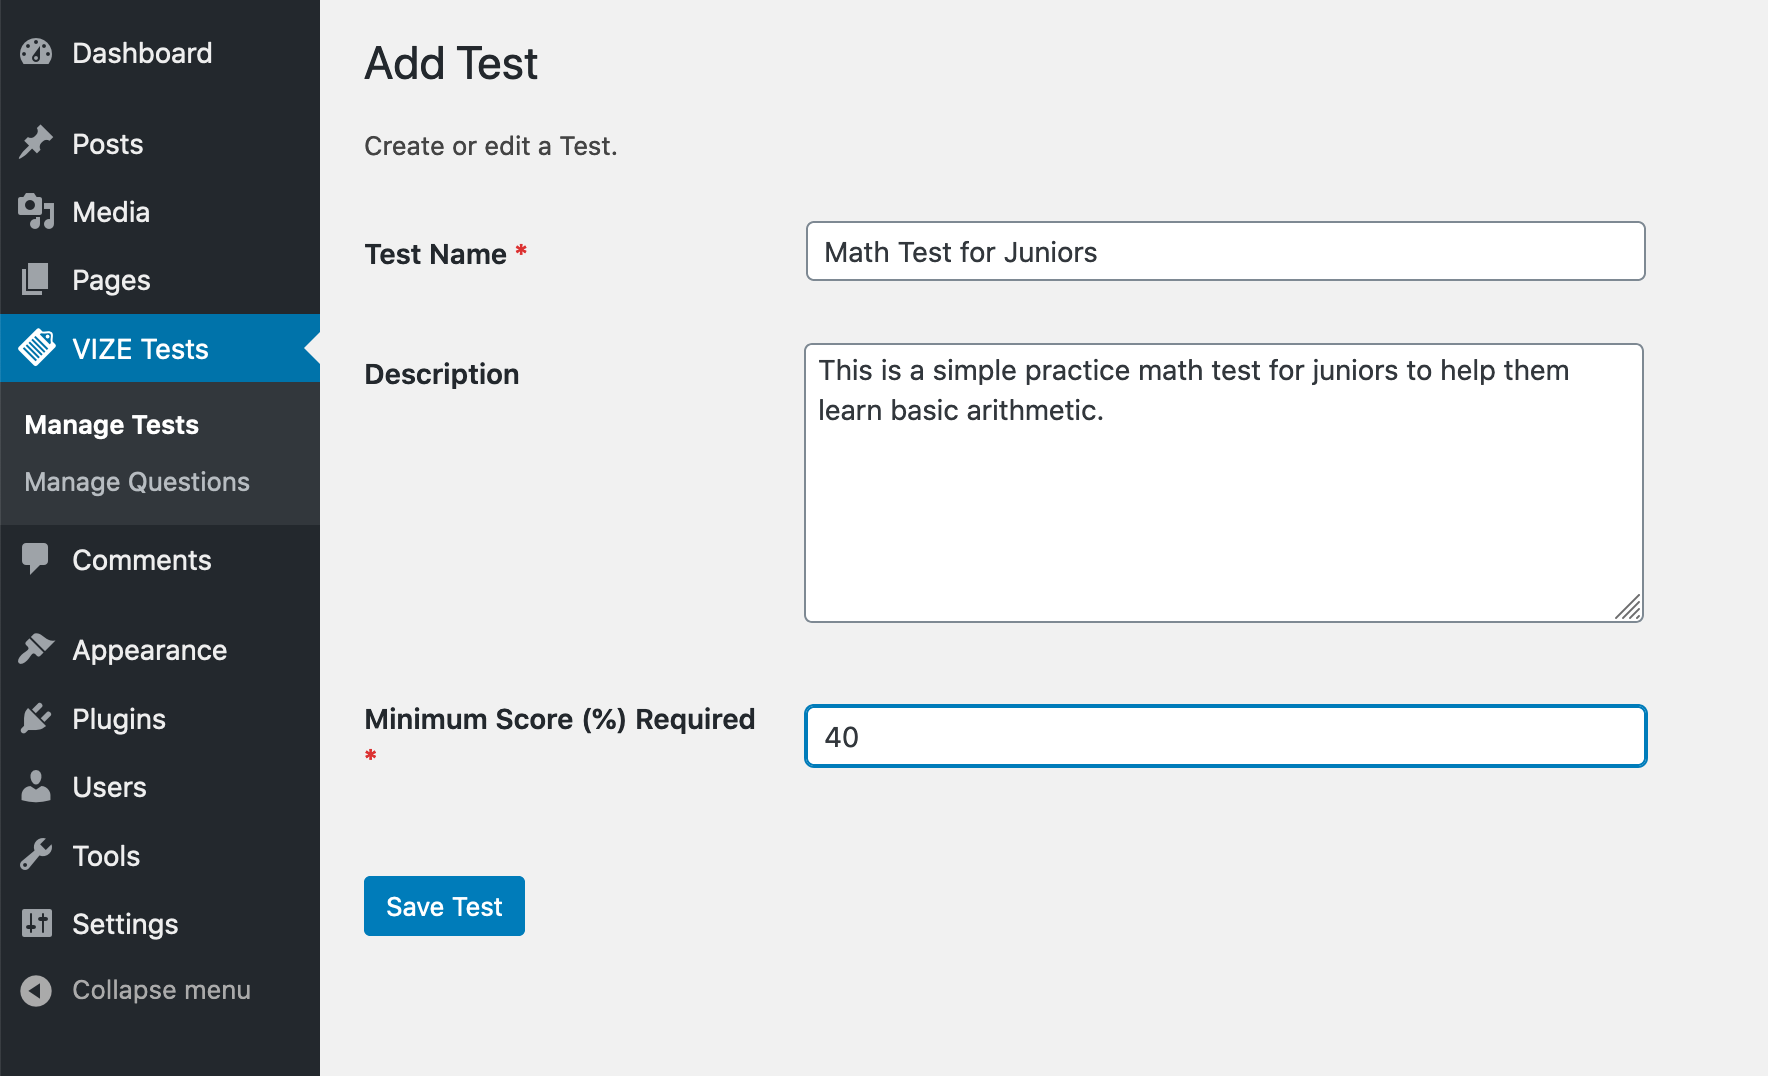 Dashboard
Posts
Media
Pages
VIZE Tests
Manage Tests
Manage Questions
Comments
Appearance
Plugins
Users
Tools
Settings
Collapse menu
Add Test
Create or edit a Test.
Test Name *
Math Test for Juniors
Description
This is a simple practice math test for juniors to help them
learn basic arithmetic.
Minimum Score (%) Required
*
40
Save Test